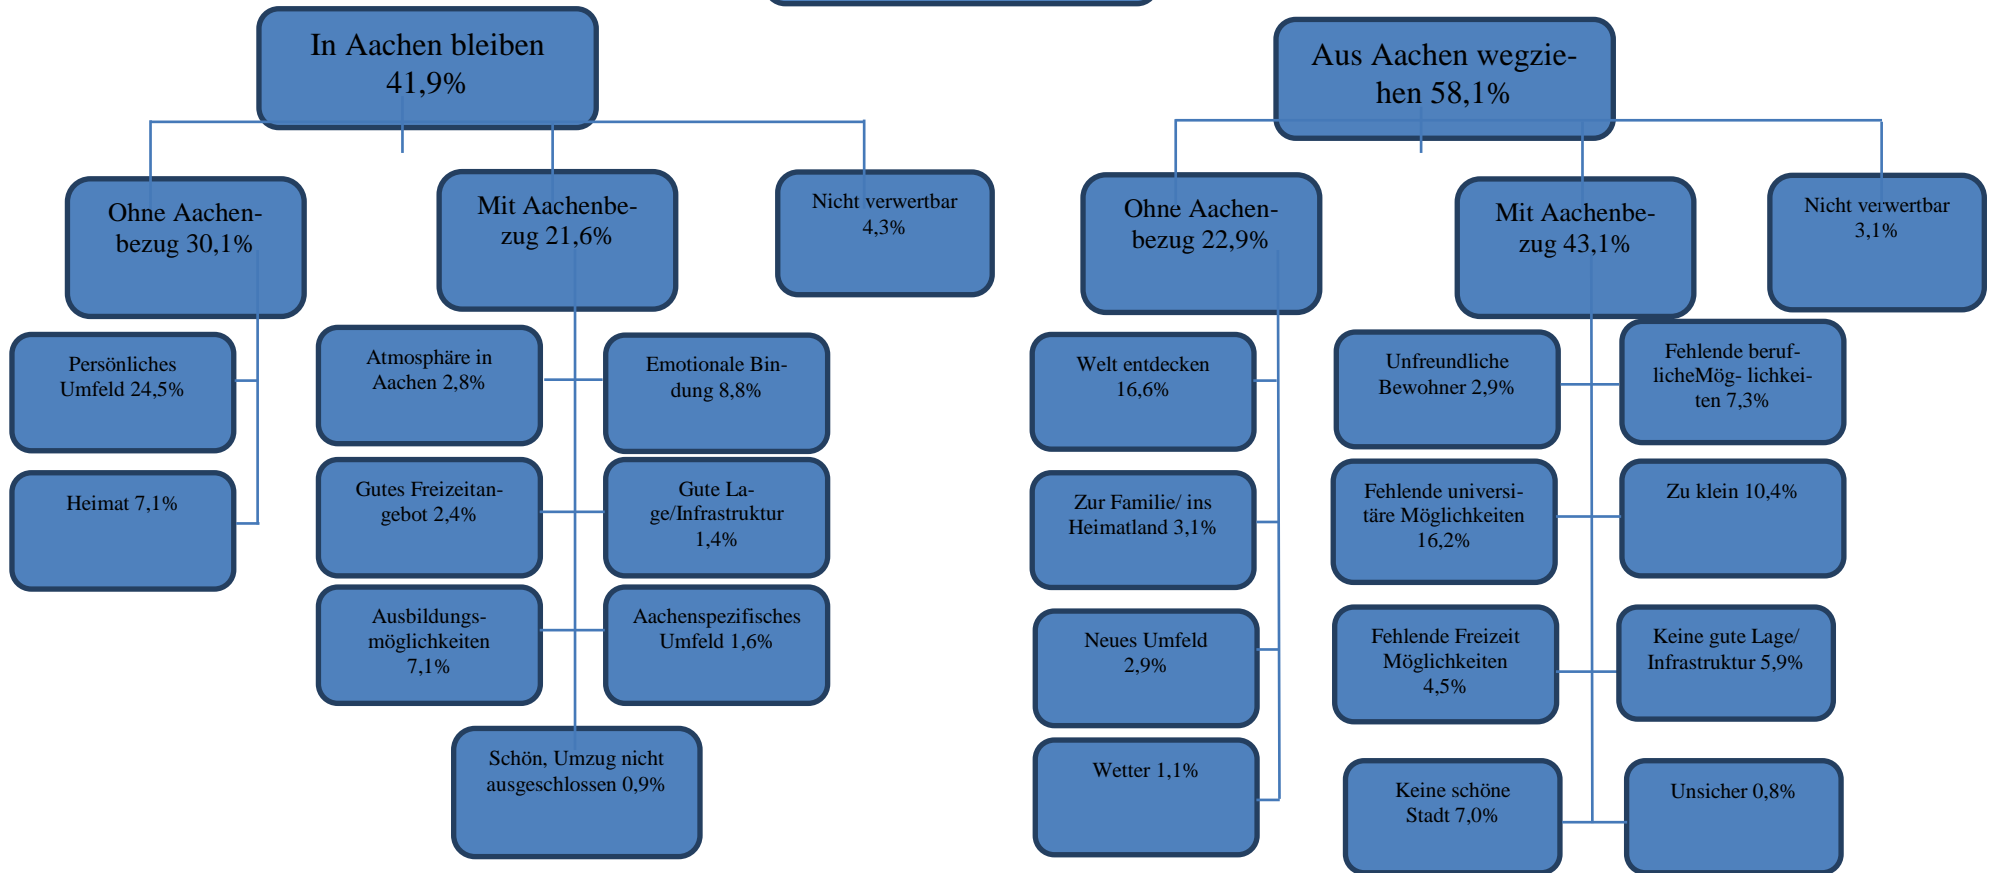 In Aachen bleiben
41,9%
Aus Aachen wegzie-
hen 58,1%
Ohne Aachen-
bezug 30,1%
Mit Aachenbe-
zug 21,6%
Nicht verwertbar
4,3%
Ohne Aachen-
bezug 22,9%
Mit Aachenbe-
zug 43,1%
Nicht verwertbar
3,1%
Persönliches
Umfeld 24,5%
Heimat 7,1%
Atmosphäre in
Aachen 2,8%
Emotionale Bin-
dung 8,8%
Gutes Freizeitan-
gebot 2,4%
Gute La-
ge/Infrastruktur
1,4%
Ausbildungs-
möglichkeiten
7,1%
Aachenspezifisches
Umfeld 1,6%
Schön, Umzug nicht
ausgeschlossen 0,9%
Welt entdecken
16,6%
Zur Familie/ ins
Heimatland 3,1%
Neues Umfeld
2,9%
Wetter 1,1%
Unfreundliche
Bewohner 2,9%
Fehlende beruf-
licheMög- lichkei-
ten 7,3%
Fehlende universi-
täre Möglichkeiten
16,2%
Zu klein 10,4%
Fehlende Freizeit
Möglichkeiten
4,5%
Keine gute Lage/
Infrastruktur 5,9%
Keine schöne
Stadt 7,0%
Unsicher 0,8%